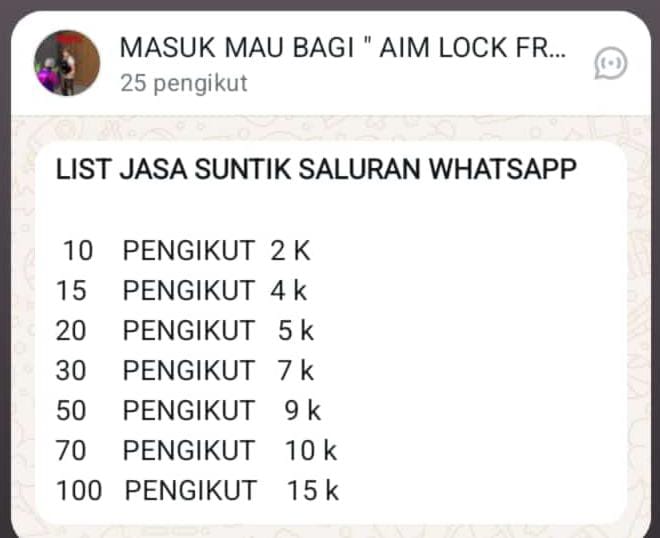 MASUK MAU BAGI " AIM LOCK FR...
25 pengikut
LIST JASA SUNTIK SALURAN WHATSAPP
10 PENGIKUT 2 K
15 PENGIKUT 4 k
20 PENGIKUT 5 k
30 PENGIKUT 7 k
50 PENGIKUT 9 k
70 PENGIKUT 10 k
100 PENGIKUT 15 k